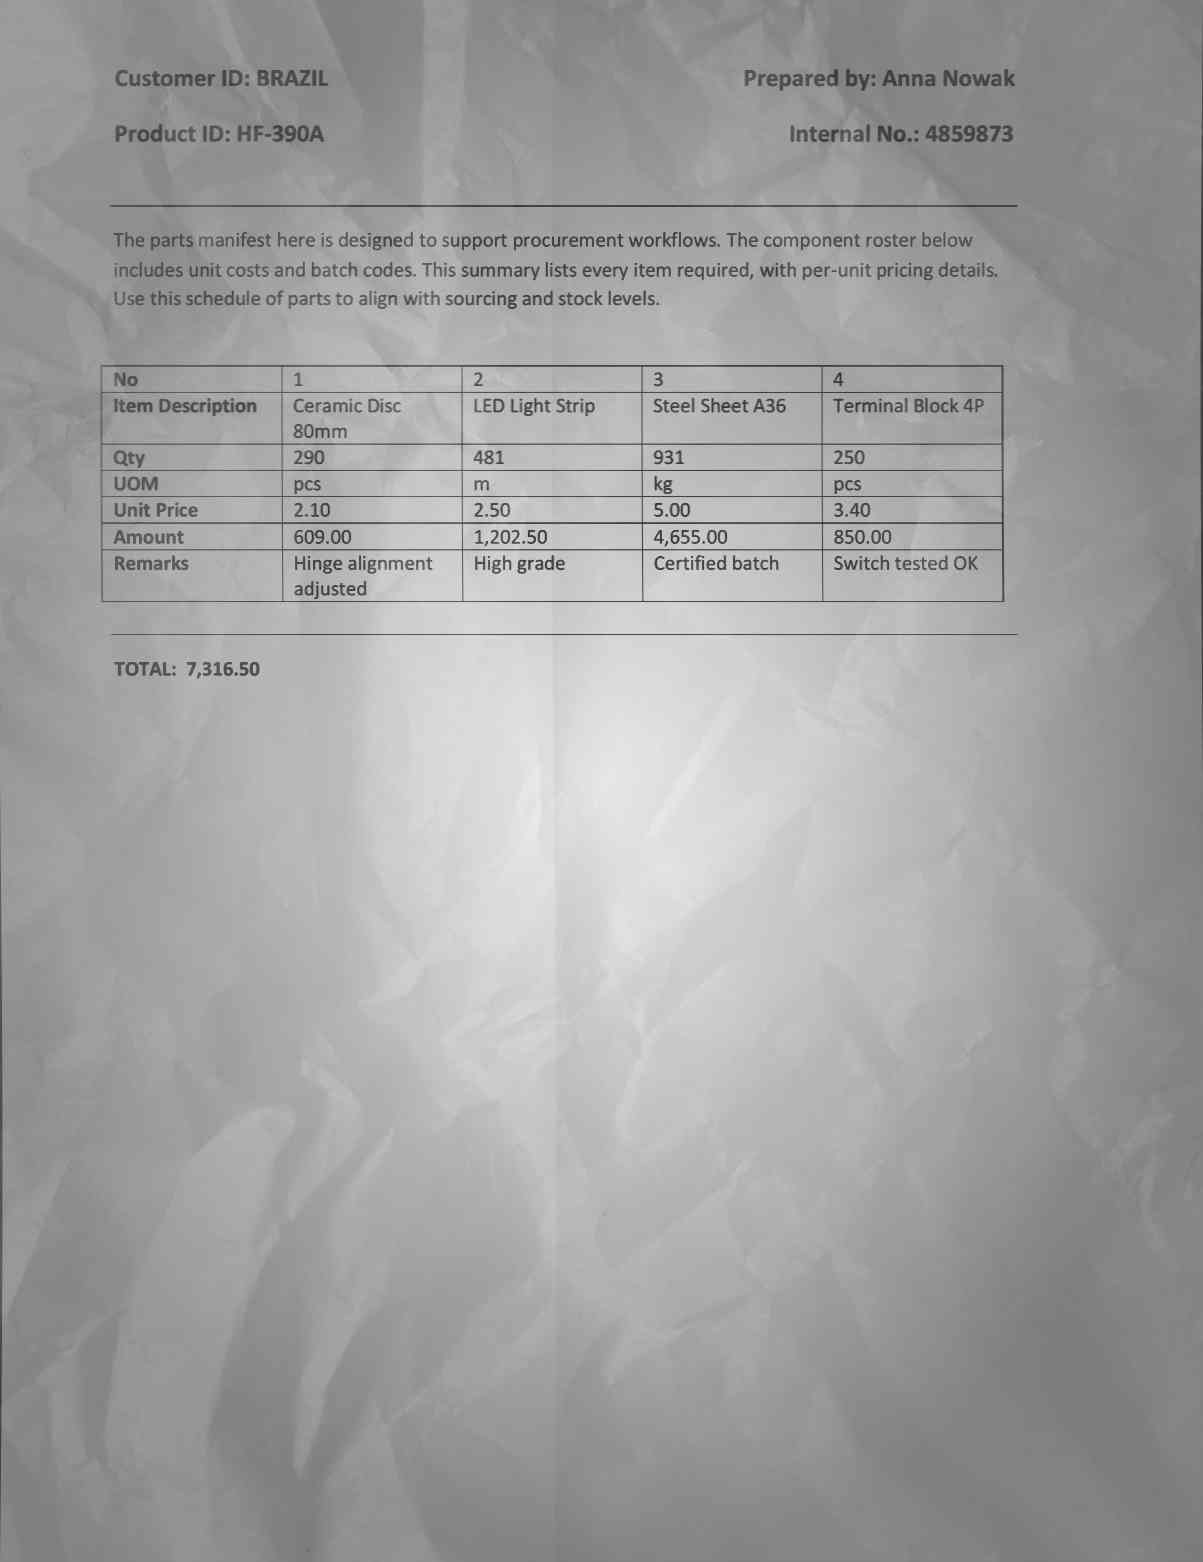 Customer ID: BRAZIL Prepared by: Anna Nowak
Product ID: HF-390A Internal No.: 4859873
The parts manifest here is designed to support procurement workflows. The component roster below
includes unit costs and batch codes. This summary lists every item required, with per-unit pricing details.
Use this schedule of parts to align with sourcing and stock levels.
No 1 2 3 4
Item Description Ceramic Disc LED Light Strip Steel Sheet A36 Terminal Block 4P
80mm
Qty 290 481 931 250
UOM pcs m kg pcs
Unit Price 2.10 2.50 5.00 3.40
Amount 609.00 1,202.50 4,655.00 850.00
Remarks Hinge alignment High grade Certified batch Switch tested OK
adjusted
TOTAL: 7,316.50